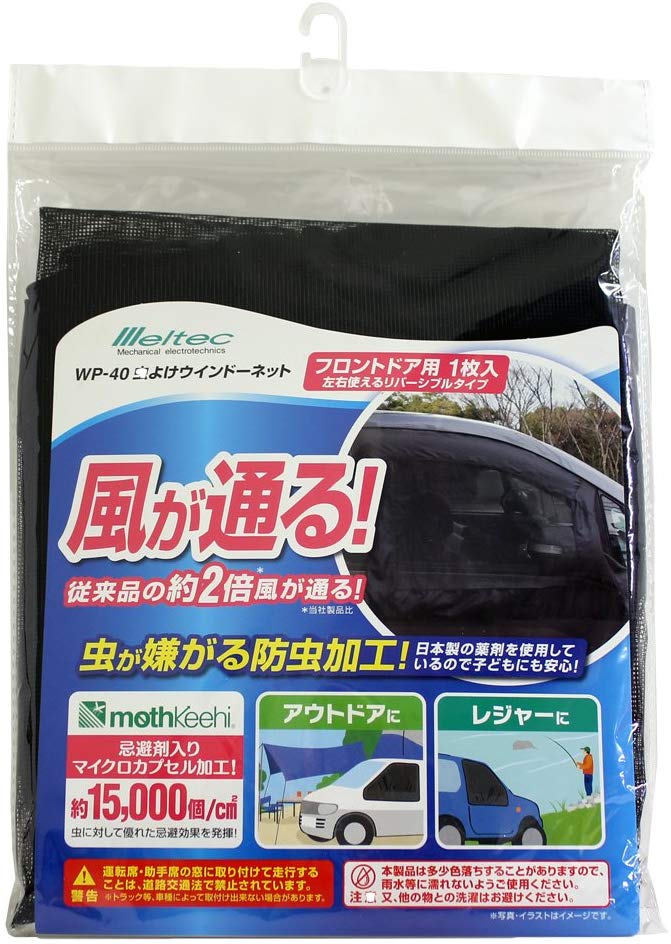 Meltec
Mechanical electrotechnics
WP-40 虫よけウインドーネット
フロントドア用 1枚入
左右使えるリバーシブルタイプ
風が通る!
従来品の約2倍*風が通る!
*当社製品比
虫が嫌がる防虫加工!
日本製の薬剤を使用して
いるので子どもにも安心!
mothkeehi
忌避剤入り
マイクロカプセル加工!
約15,000個/c㎡
虫に対して優れた忌避効果を発揮!
アウトドアに
レジャーに
警告
運転席・助手席の窓に取り付けて走行する
ことは、道路交通法で禁止されています。
*トラック等、車種によって取付け出来ない場合があります。
注
本製品は多少色落ちすることがありますので、
雨水等に濡れないようご使用ください。
又、他の物との洗濯はお避けください。
※写真・イラストはイメージです。